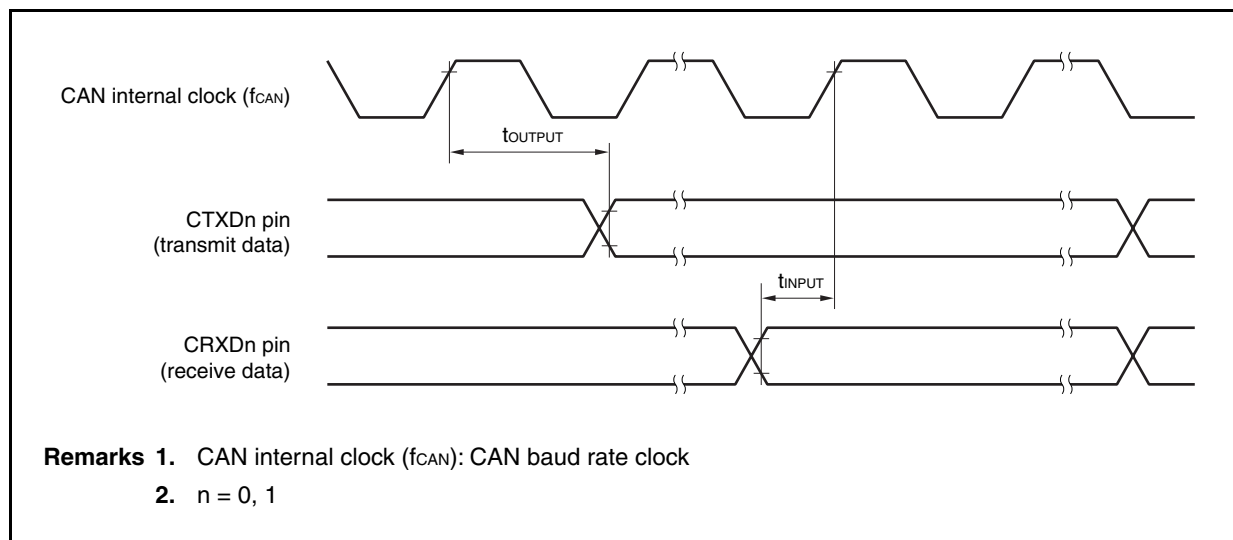 CAN internal clock (fCAN)
tOUTPUT
CTXDn pin
(transmit data)
tINPUT
CRXDn pin
(receive data)
Remarks 1. CAN internal clock (fCAN): CAN baud rate clock
2. n = 0, 1